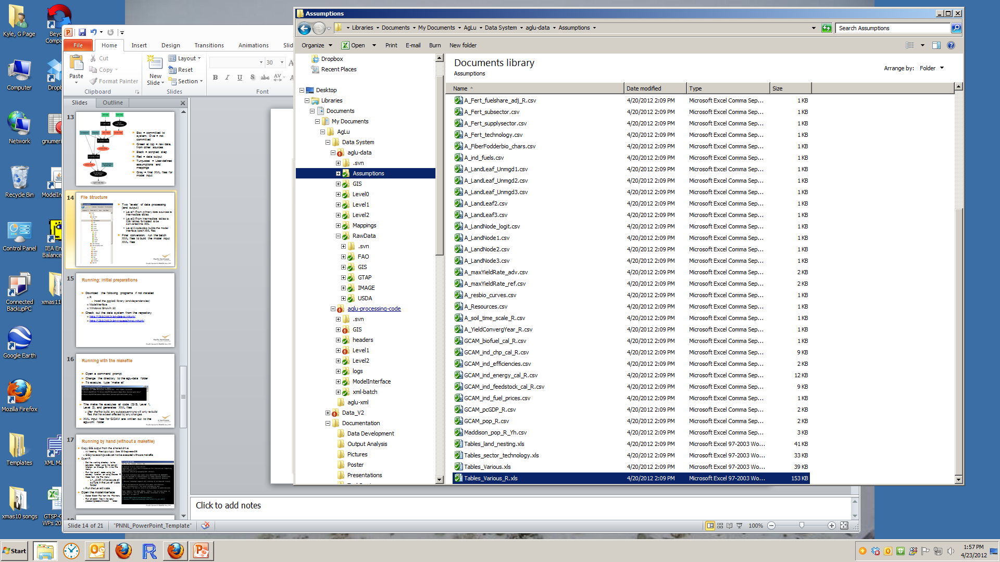 Kyle, G Page
Computer
Network
Recycle Bin
Control Panel
Connected BackupPC
Google Earth
Mozilla Firefox
Templates
xmas10 songs
File
Home
Insert
Design
Transitions
Animations
Paste
Cut
Copy
Format Painter
Clipboard
New Slide
Layout
Reset
Section
Slides
30
Font
Slides
Outline
13
14
File Structure
15
Running: initial preparations
16
Running with the makefile
Open a command prompt
Change the directory to the aglu-data folder
To execute, type "make all"
17
Running by hand (without a makefile)
Click to add notes
Slide 14 of 21
"PNNL_PowerPoint_Template"
100%
Assumptions
Libraries
Documents
My Documents
AgLu
Data System
aglu-data
Assumptions
Search Assumptions
Organize
Open
Print
E-mail
Burn
New folder
Dropbox
Recent Places
Desktop
Libraries
Documents
My Documents
AgLu
Data System
aglu-data
.svn
Assumptions
GIS
Level0
Level1
Level2
Mappings
RawData
.svn
FAO
GIS
GTAP
IMAGE
USDA
aglu-processing-code
.svn
GIS
headers
Level1
Level2
logs
ModelInterface
xml-batch
aglu-xml
Data_V2
Documentation
Data Development
Output Analysis
Pictures
Poster
Presentations
Documents library
Assumptions
Arrange by: Folder
Name Date modified Type Size
A_Fert_fuelshare_adj_R.csv 4/20/2012 2:09 PM Microsoft Excel Comma Sep... 1 KB
A_Fert_subsector.csv 4/20/2012 2:09 PM Microsoft Excel Comma Sep... 1 KB
A_Fert_supplysector.csv 4/20/2012 2:09 PM Microsoft Excel Comma Sep... 1 KB
A_Fert_technology.csv 4/20/2012 2:09 PM Microsoft Excel Comma Sep... 1 KB
A_FiberFodderbio_chars.csv 4/20/2012 2:09 PM Microsoft Excel Comma Sep... 1 KB
A_ind_fuels.csv 4/20/2012 2:09 PM Microsoft Excel Comma Sep... 1 KB
A_LandLeaf_Unmgd1.csv 4/20/2012 2:09 PM Microsoft Excel Comma Sep... 1 KB
A_LandLeaf_Unmgd2.csv 4/20/2012 2:09 PM Microsoft Excel Comma Sep... 1 KB
A_LandLeaf_Unmgd3.csv 4/20/2012 2:09 PM Microsoft Excel Comma Sep... 1 KB
A_LandLeaf2.csv 4/20/2012 2:09 PM Microsoft Excel Comma Sep... 1 KB
A_LandLeaf3.csv 4/20/2012 2:09 PM Microsoft Excel Comma Sep... 1 KB
A_LandNode_logit.csv 4/20/2012 2:09 PM Microsoft Excel Comma Sep... 1 KB
A_LandNode1.csv 4/20/2012 2:09 PM Microsoft Excel Comma Sep... 1 KB
A_LandNode2.csv 4/20/2012 2:09 PM Microsoft Excel Comma Sep... 1 KB
A_LandNode3.csv 4/20/2012 2:09 PM Microsoft Excel Comma Sep... 1 KB
A_maxYieldRate_adv.csv 4/20/2012 2:09 PM Microsoft Excel Comma Sep... 2 KB
A_maxYieldRate_ref.csv 4/20/2012 2:09 PM Microsoft Excel Comma Sep... 2 KB
A_resbio_curves.csv 4/20/2012 2:09 PM Microsoft Excel Comma Sep... 1 KB
A_Resources.csv 4/20/2012 2:09 PM Microsoft Excel Comma Sep... 1 KB
A_soil_time_scale_R.csv 4/20/2012 2:09 PM Microsoft Excel Comma Sep... 1 KB
A_YieldConvergYear_R.csv 4/20/2012 2:09 PM Microsoft Excel Comma Sep... 1 KB
GCAM_biofuel_cal_R.csv 4/20/2012 2:09 PM Microsoft Excel Comma Sep... 1 KB
GCAM_ind_chp_cal_R.csv 4/20/2012 2:09 PM Microsoft Excel Comma Sep... 9 KB
GCAM_ind_efficiencies.csv 4/20/2012 2:09 PM Microsoft Excel Comma Sep... 2 KB
GCAM_ind_energy_cal_R.csv 4/20/2012 2:09 PM Microsoft Excel Comma Sep... 12 KB
GCAM_ind_feedstock_cal_R.csv 4/20/2012 2:09 PM Microsoft Excel Comma Sep... 9 KB
GCAM_ind_fuel_prices.csv 4/20/2012 2:09 PM Microsoft Excel Comma Sep... 1 KB
GCAM_pcGDP_R.csv 4/20/2012 2:09 PM Microsoft Excel Comma Sep... 2 KB
GCAM_pop_R.csv 4/20/2012 2:09 PM Microsoft Excel Comma Sep... 2 KB
Maddison_pop_R_Yh.csv 4/20/2012 2:09 PM Microsoft Excel Comma Sep... 3 KB
Tables_land_nesting.xls 4/20/2012 2:09 PM Microsoft Excel 97-2003 Wo... 41 KB
Tables_sector_technology.xls 4/20/2012 2:09 PM Microsoft Excel 97-2003 Wo... 33 KB
Tables_Various.xls 4/20/2012 2:09 PM Microsoft Excel 97-2003 Wo... 39 KB
Tables_Various_R.xls 4/20/2012 2:09 PM Microsoft Excel 97-2003 Wo... 153 KB
Start
1:57 PM
4/23/2012